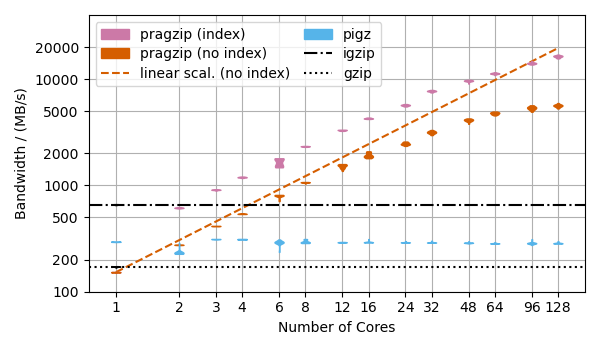 pragzip (index)
pragzip (no index)
linear scal. (no index)
pigz
igzip
gzip
Bandwidth / (MB/s)
20000
10000
5000
2000
1000
500
200
100
1 2 3 4 6 8 12 16 24 32 48 64 96 128
Number of Cores